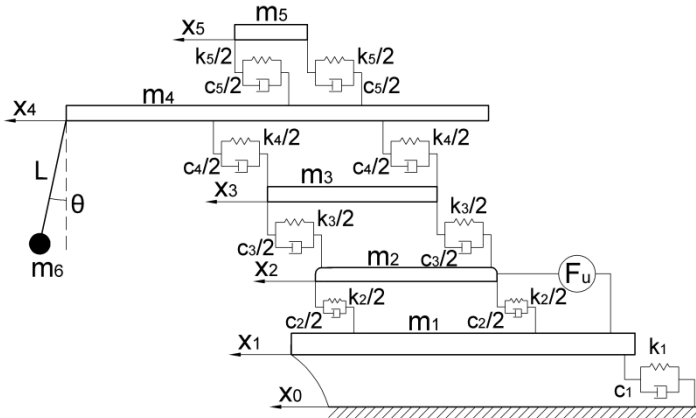 m5
x5
k5/2 k5/2
c5/2 c5/2
m4
x4
k4/2 k4/2
c4/2 c4/2
L
θ
m3
x3
k3/2 k3/2
c3/2 c3/2
m6
m2
x2
Fu
k2/2 k2/2
c2/2 c2/2
m1
x1
k1
c1
x0